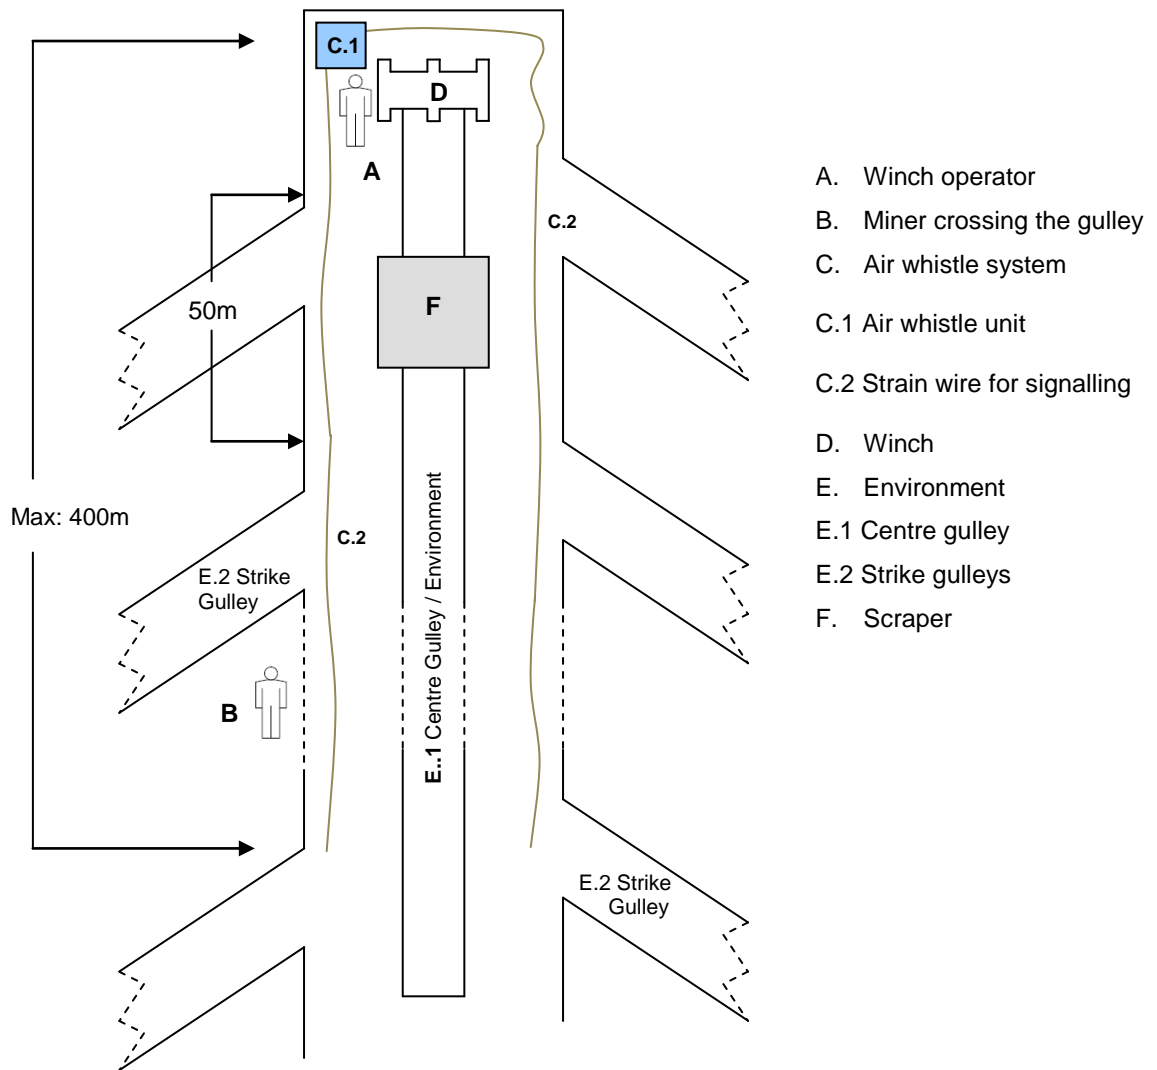 C.1
D
A
C.2
50m
F
Max: 400m
C.2
E.2 Strike
Gulley
B
E..1 Centre Gulley / Environment
E.2 Strike
Gulley
A. Winch operator
B. Miner crossing the gulley
C. Air whistle system
C.1 Air whistle unit
C.2 Strain wire for signalling
D. Winch
E. Environment
E.1 Centre gulley
E.2 Strike gulleys
F. Scraper